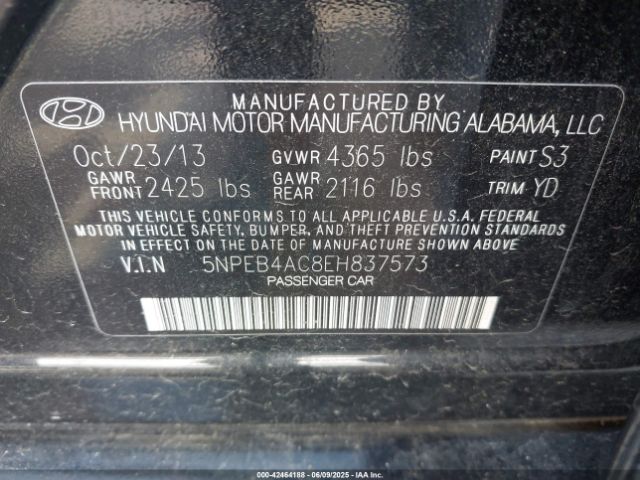 MANUFACTURED BY
HYUNDAI MOTOR MANUFACTURING ALABAMA, LLC
Oct/23/13 GVWR 4365 lbs PAINT S3
GAWR FRONT 2425 lbs GAWR REAR 2116 lbs TRIM YD
THIS VEHICLE CONFORMS TO ALL APPLICABLE U.S.A. FEDERAL
MOTOR VEHICLE SAFETY, BUMPER, AND THEFT PREVENTION STANDARDS
IN EFFECT ON THE DATE OF MANUFACTURE SHOWN ABOVE
V.I.N 5NPEB4AC8EH837573
PASSENGER CAR
000-42464188 - 06/09/2025 - IAAI.COM